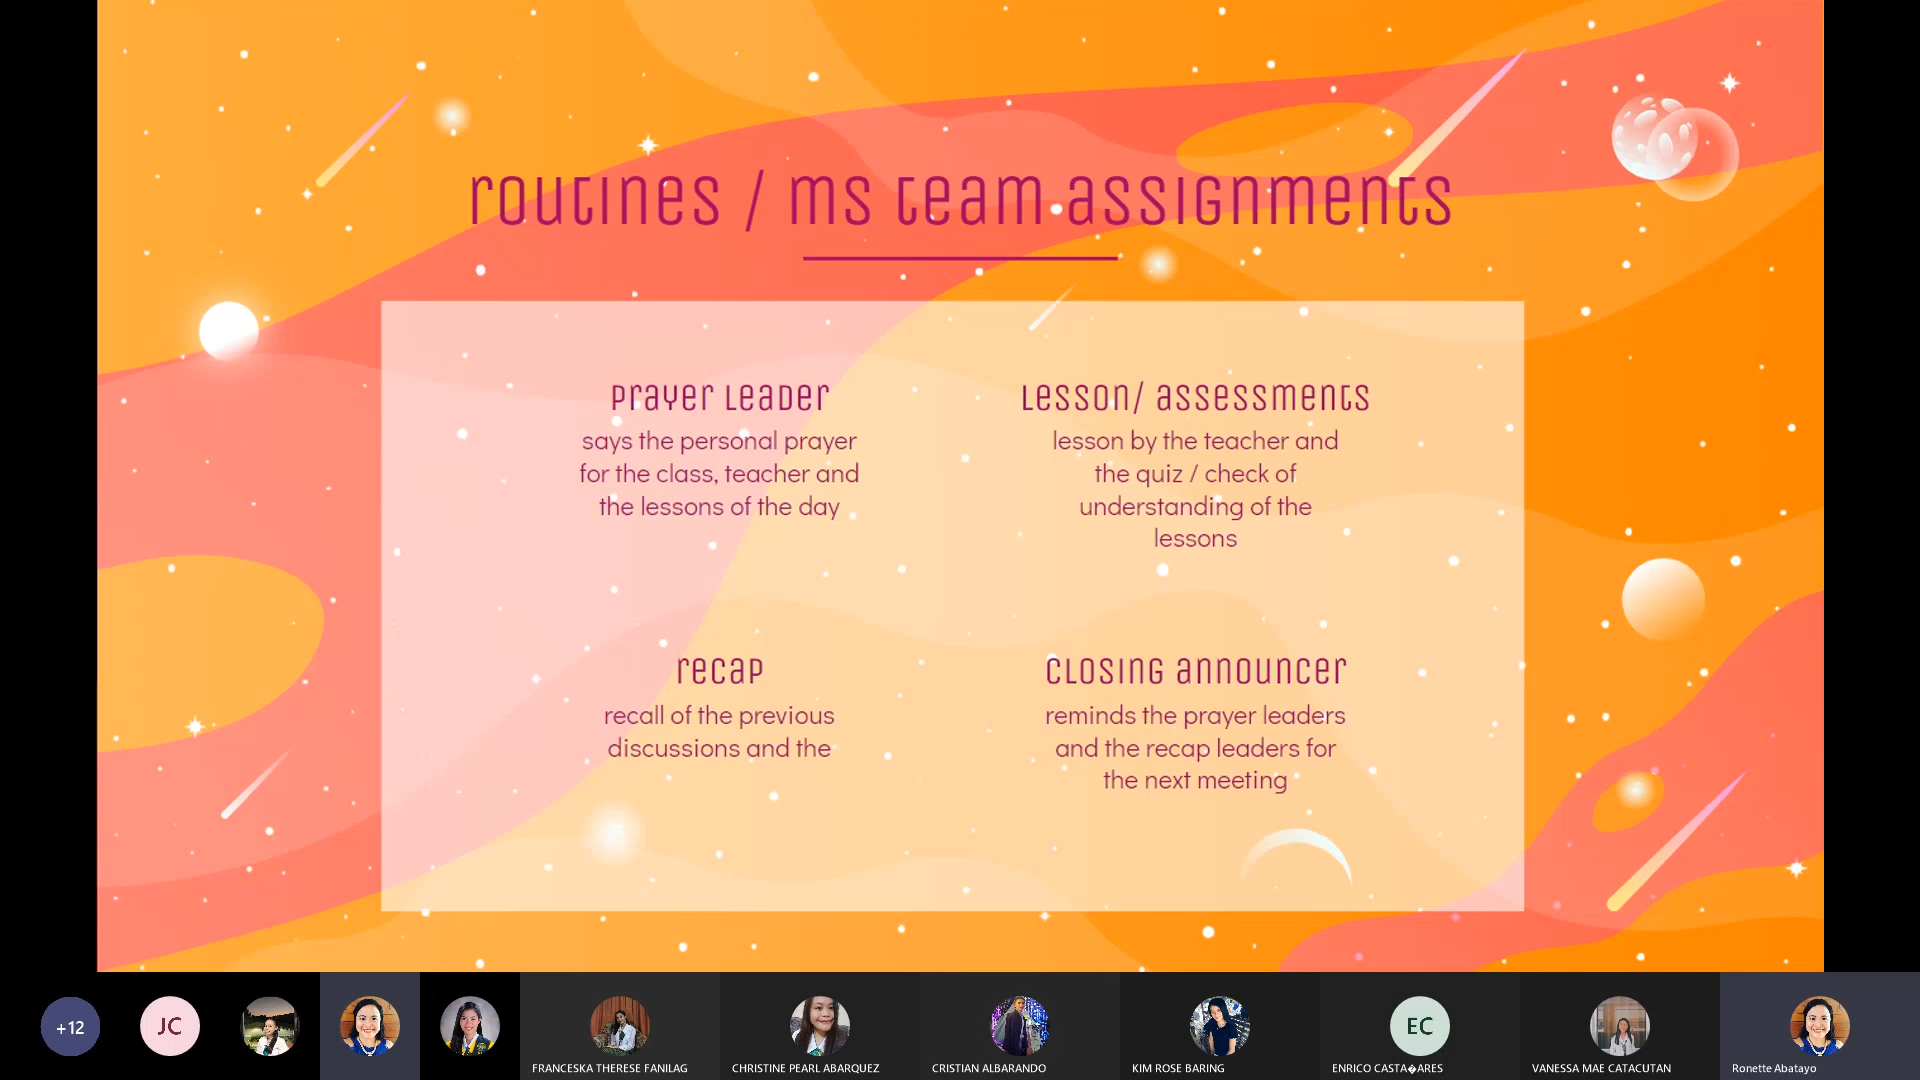 routines / ms team assignments
prayer leader
says the personal prayer
for the class, teacher and
the lessons of the day
lesson/ assessments
lesson by the teacher and
the quiz / check of
understanding of the
lessons
recap
recall of the previous
discussions and the
closing announcer
reminds the prayer leaders
and the recap leaders for
the next meeting
+12
JC
EC
FRANCESKA THERESE FANILAG
CHRISTINE PEARL ABARQUEZ
CRISTIAN ALBARANDO
KIM ROSE BARING
ENRICO CASTA�ARES
VANESSA MAE CATACUTAN
Ronette Abatayo